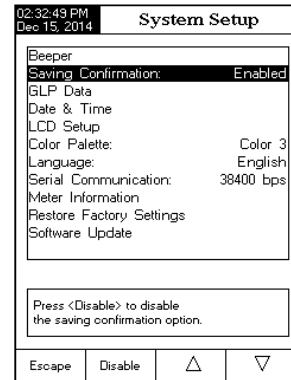 02:32:49 PM
Dec 15, 2014
System Setup
Beeper
Saving Confirmation: Enabled
GLP Data
Date & Time
LCD Setup
Color Palette: Color 3
Language: English
Serial Communication: 38400 bps
Meter Information
Restore Factory Settings
Software Update
Press <Disable> to disable
the saving confirmation option.
Escape Disable △ ▽